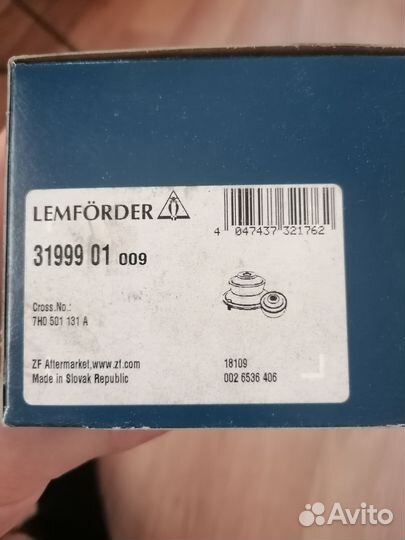 LEMFÖRDER
4 047437 321762
31999 01 009
Cross.No.:
7H0 501 131 A
ZF Aftermarket,www.zf.com
Made in Slovak Republic
18109
002 6536 406
Avito